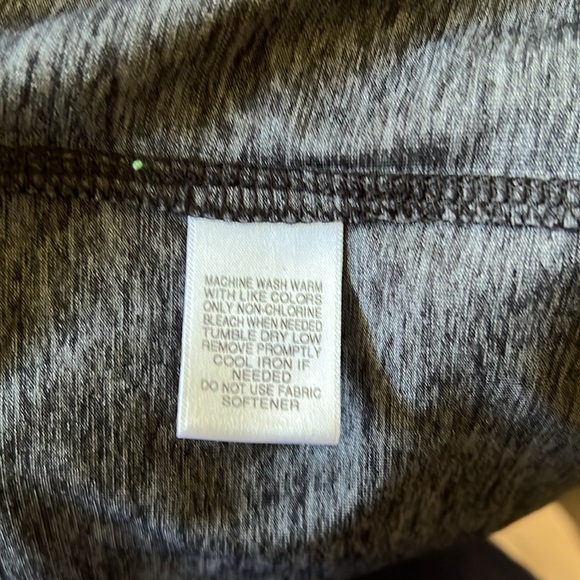 MACHINE WASH WARM
WITH LIKE COLORS
ONLY NON-CHLORINE
BLEACH WHEN NEEDED
TUMBLE DRY LOW
REMOVE PROMPTLY
COOL IRON IF
NEEDED
DO NOT USE FABRIC
SOFTENER